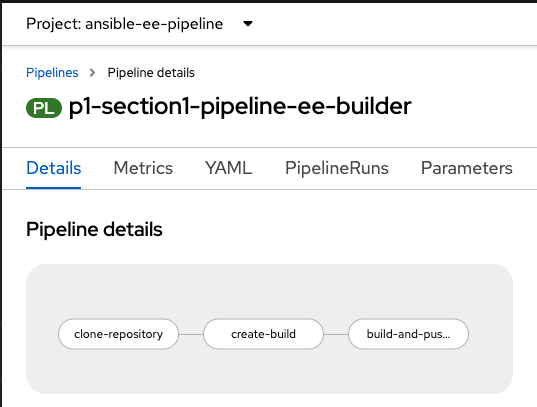 Project: ansible-ee-pipeline
Pipelines > Pipeline details
PL p1-section1-pipeline-ee-builder
Details Metrics YAML PipelineRuns Parameters
Pipeline details
clone-repository create-build build-and-pus...